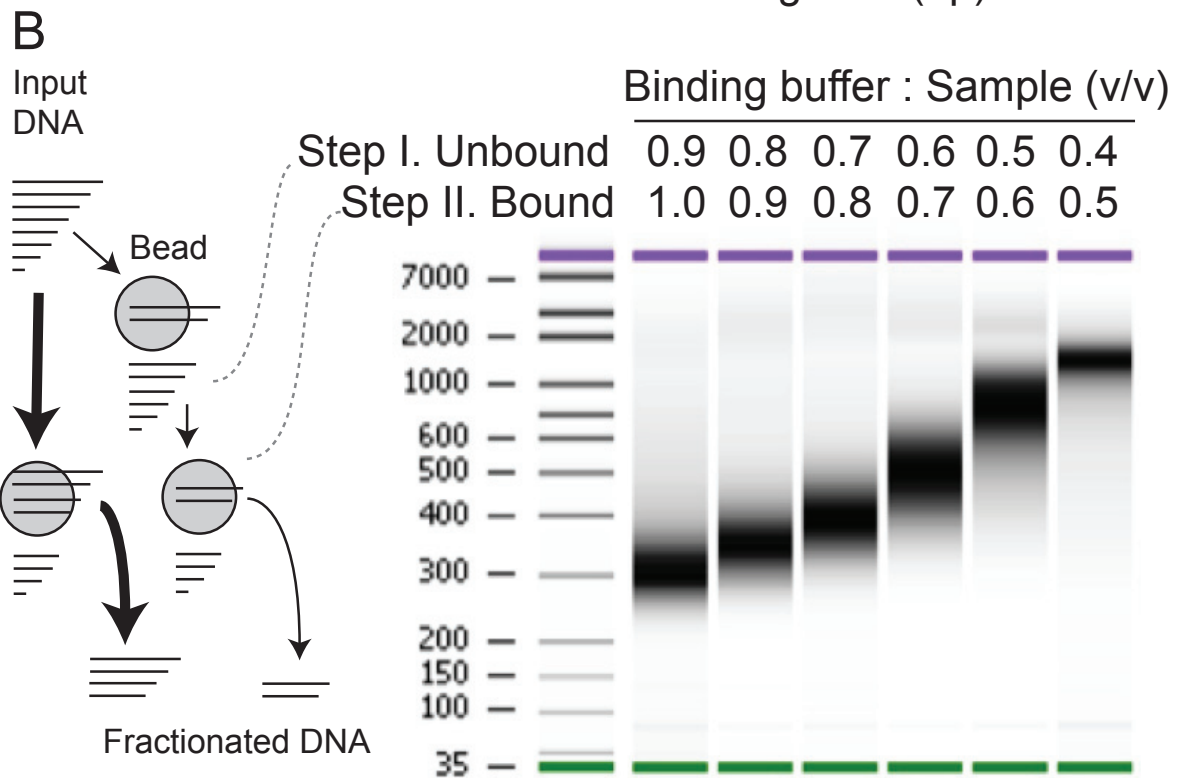 B
Input
DNA
Bead
Binding buffer : Sample (v/v)
Step I. Unbound 0.9 0.8 0.7 0.6 0.5 0.4
Step II. Bound 1.0 0.9 0.8 0.7 0.6 0.5
7000
2000
1000
600
500
400
300
200
150
100
35
Fractionated DNA